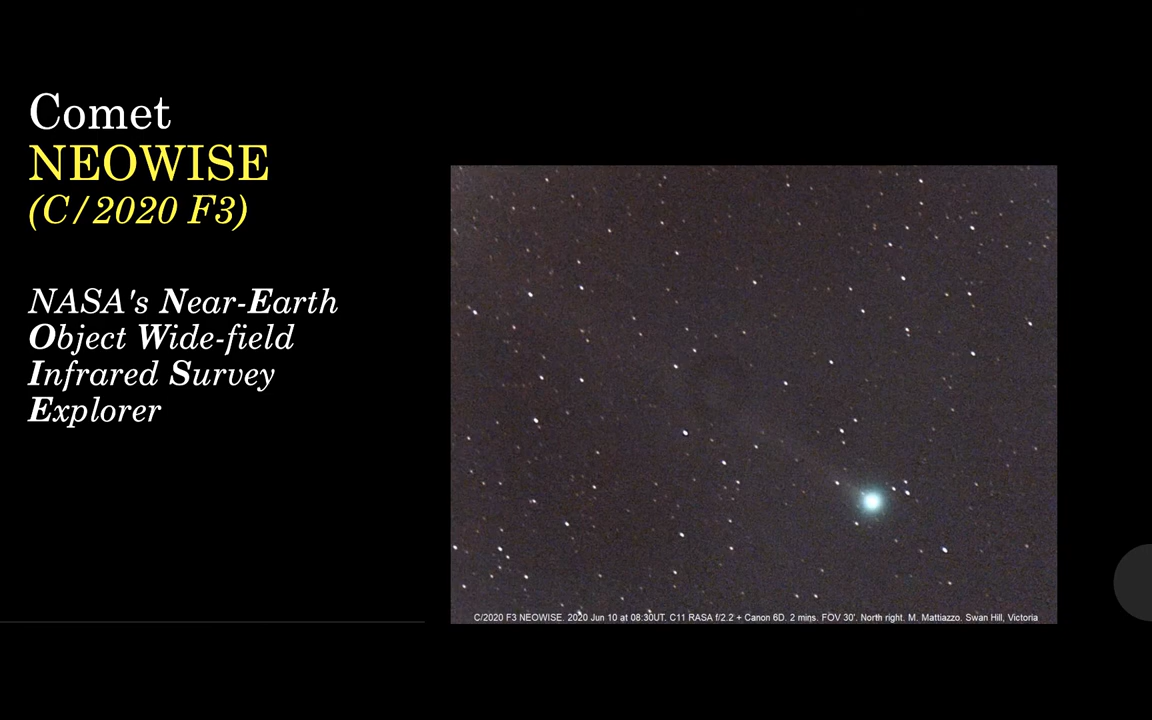 Comet
NEOWISE
(C/2020 F3)
NASA's Near-Earth
Object Wide-field
Infrared Survey
Explorer
C/2020 F3 NEOWISE. 2020 Jun 10 at 08:30UT. C11 RASA f/2.2 + Canon 6D. 2 mins. FOV 30'. North right. M. Mattiazzo. Swan Hill, Victoria